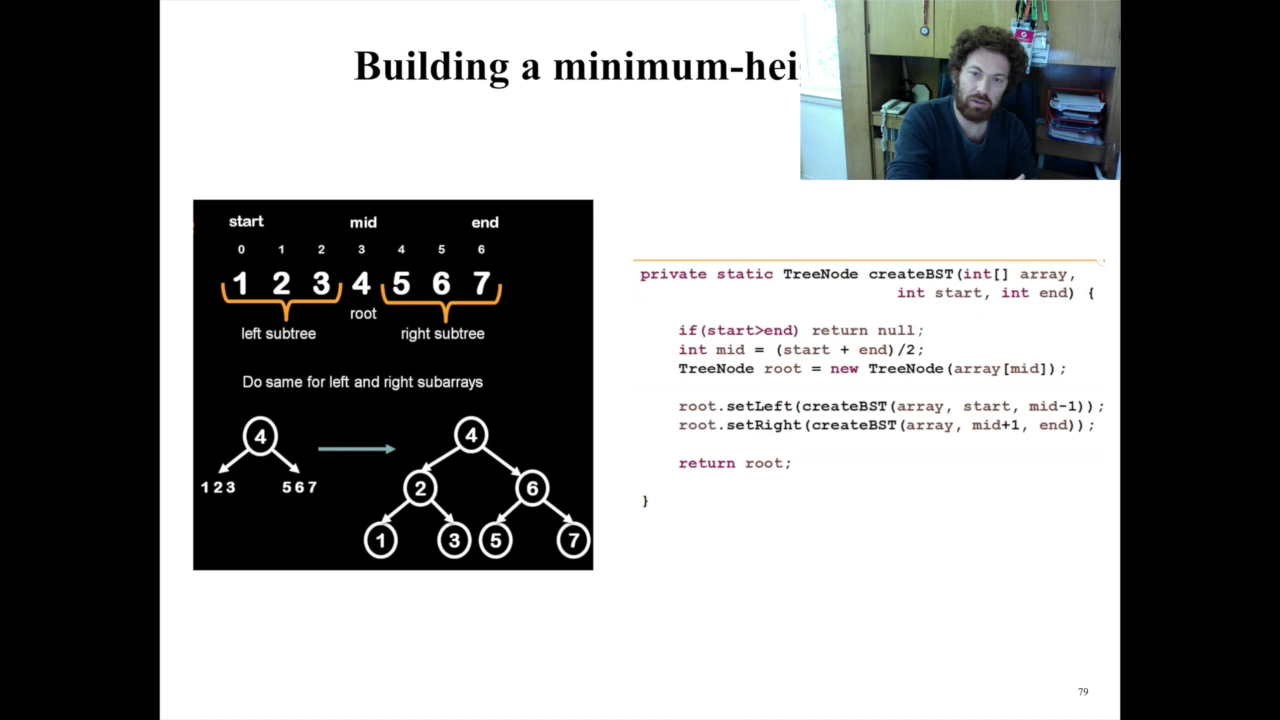 Building a minimum-hei
start mid end
0 1 2 3 4 5 6
1 2 3 4 5 6 7
root
left subtree right subtree
Do same for left and right subarrays
4 4
1 2 3 5 6 7 2 6
1 3 5 7
private static TreeNode createBST(int[] array,
int start, int end) {
if(start>end) return null;
int mid = (start + end)/2;
TreeNode root = new TreeNode(array[mid]);
root.setLeft(createBST(array, start, mid-1));
root.setRight(createBST(array, mid+1, end));
return root;
}
79